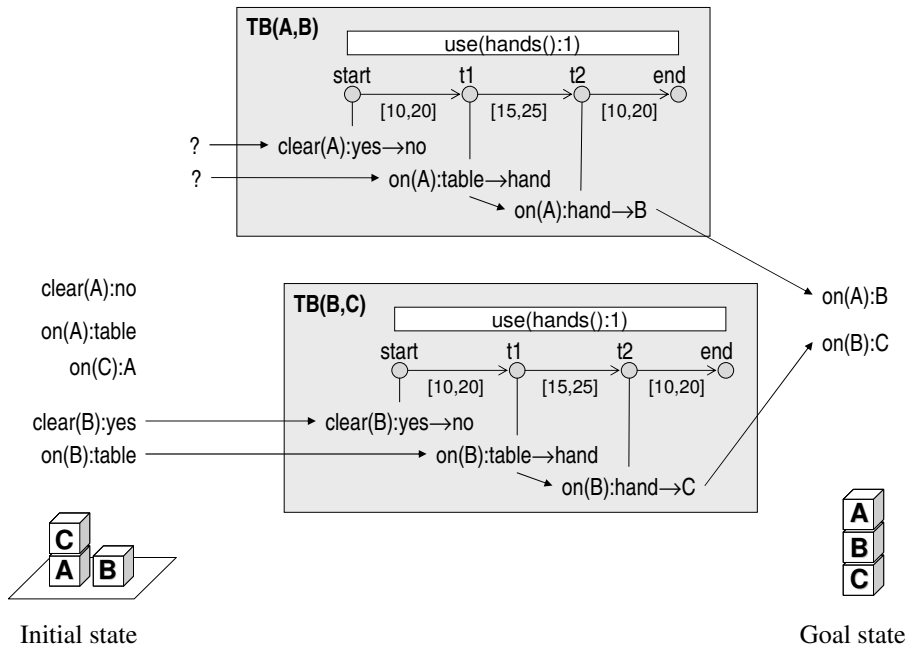 TB(A,B)
use(hands():1)
start t1 t2 end
[10,20] [15,25] [10,20]
? clear(A):yes→no
? on(A):table→hand
on(A):hand→B
clear(A):no
on(A):table
on(C):A
clear(B):yes
on(B):table
TB(B,C)
use(hands():1)
start t1 t2 end
[10,20] [15,25] [10,20]
clear(B):yes→no
on(B):table→hand
on(B):hand→C
on(A):B
on(B):C
C
A B
Initial state
A
B
C
Goal state